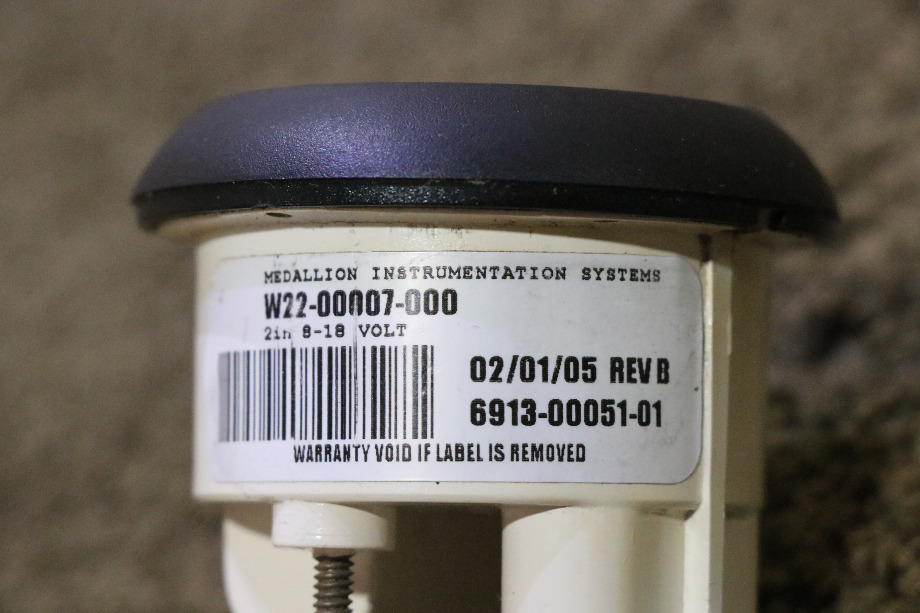 MEDALLION INSTRUMENTATION SYSTEMS
W22-00007-000
2in 8-18 VOLT
02/01/05 REV B
6913-00051-01
WARRANTY VOID IF LABEL IS REMOVED